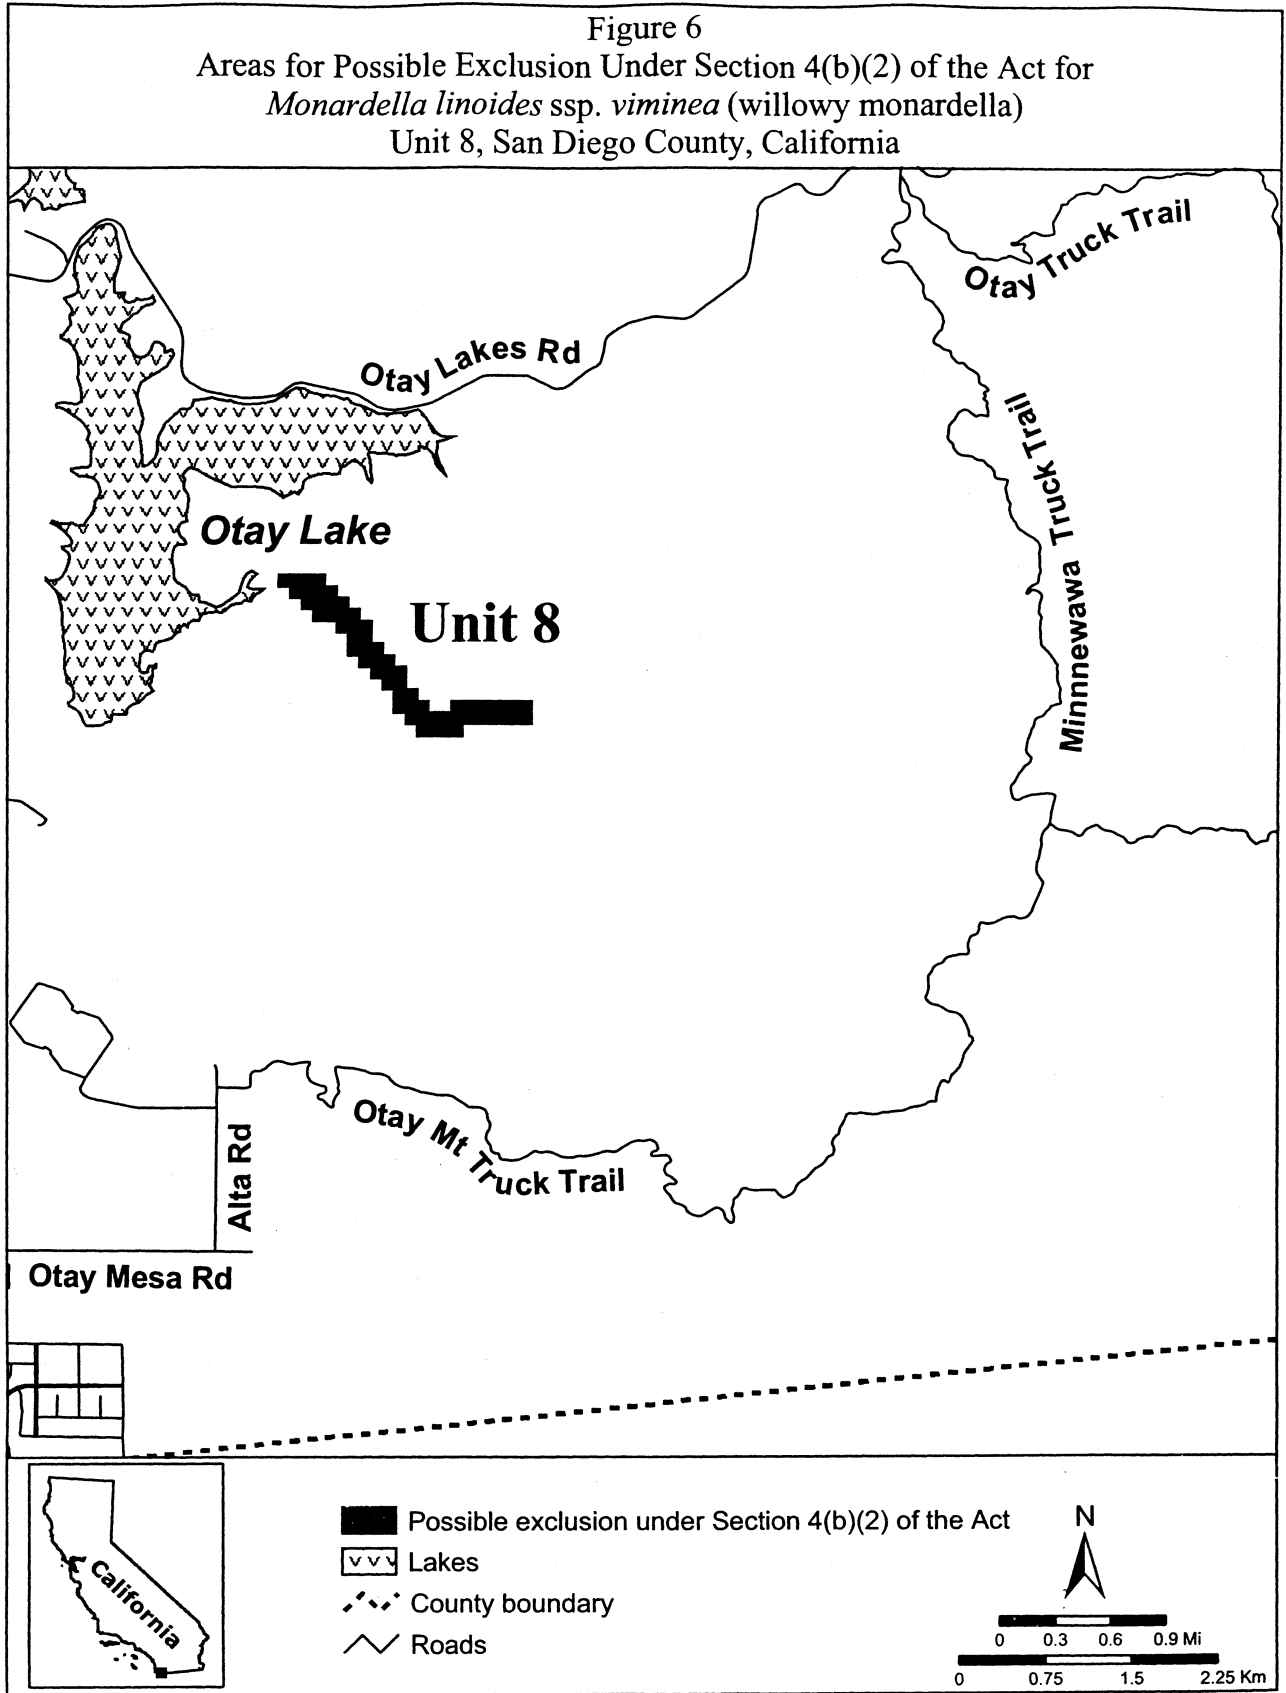 Figure 6
Areas for Possible Exclusion Under Section 4(b)(2) of the Act for
Monardella linoides ssp. viminea (willowy monardella)
Unit 8, San Diego County, California
Otay Truck Trail
Otay Lakes Rd
Minnnewawa Truck Trail
Otay Lake
Unit 8
Otay Mt Truck Trail
Alta Rd
Otay Mesa Rd
California
Possible exclusion under Section 4(b)(2) of the Act
Lakes
County boundary
Roads
N
0 0.3 0.6 0.9 Mi
0 0.75 1.5 2.25 Km